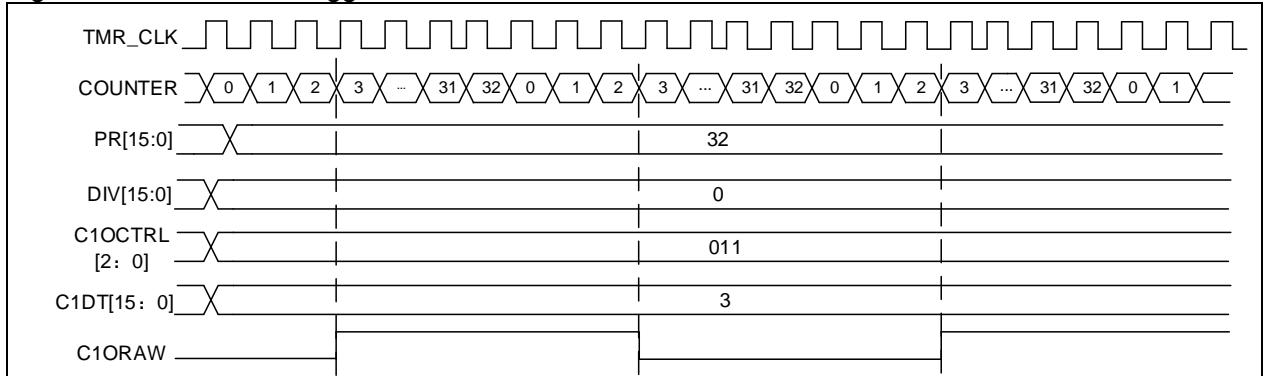 TMR_CLK
COUNTER 0 1 2 3 ... 31 32 0 1 2 3 ... 31 32 0 1 2 3 ... 31 32 0 1
PR[15:0] 32
DIV[15:0] 0
C1OCTRL
[2：0] 011
C1DT[15：0] 3
C1ORAW